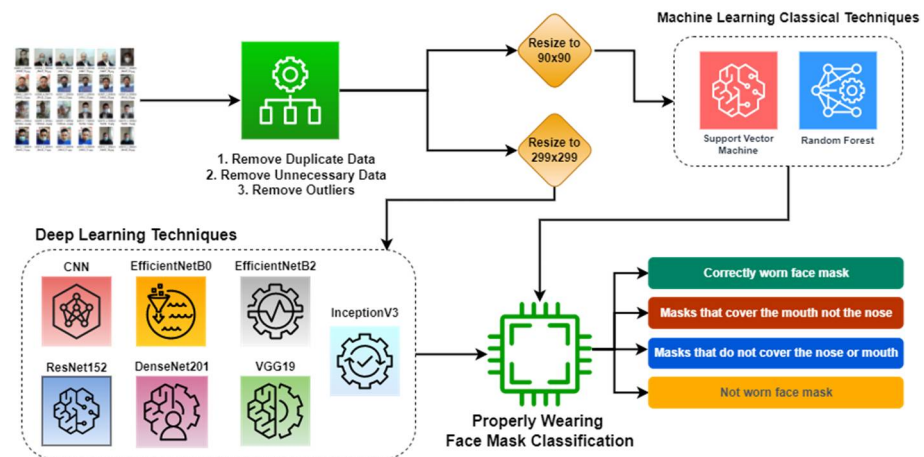 Machine Learning Classical Techniques
Resize to
90x90
Support Vector
Machine
Random Forest
1. Remove Duplicate Data
2. Remove Unnecessary Data
3. Remove Outliers
Resize to
299x299
Deep Learning Techniques
CNN
EfficientNetB0
EfficientNetB2
InceptionV3
ResNet152
DenseNet201
VGG19
Properly Wearing
Face Mask Classification
Correctly worn face mask
Masks that cover the mouth not the nose
Masks that do not cover the nose or mouth
Not worn face mask